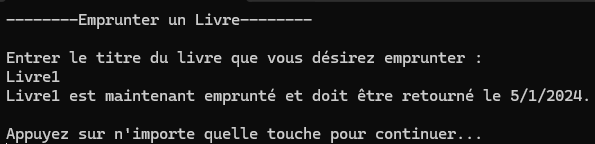 --------Emprunter un Livre--------
Entrer le titre du livre que vous désirez emprunter :
Livre1
Livre1 est maintenant emprunté et doit être retourné le 5/1/2024.
Appuyez sur n'importe quelle touche pour continuer...